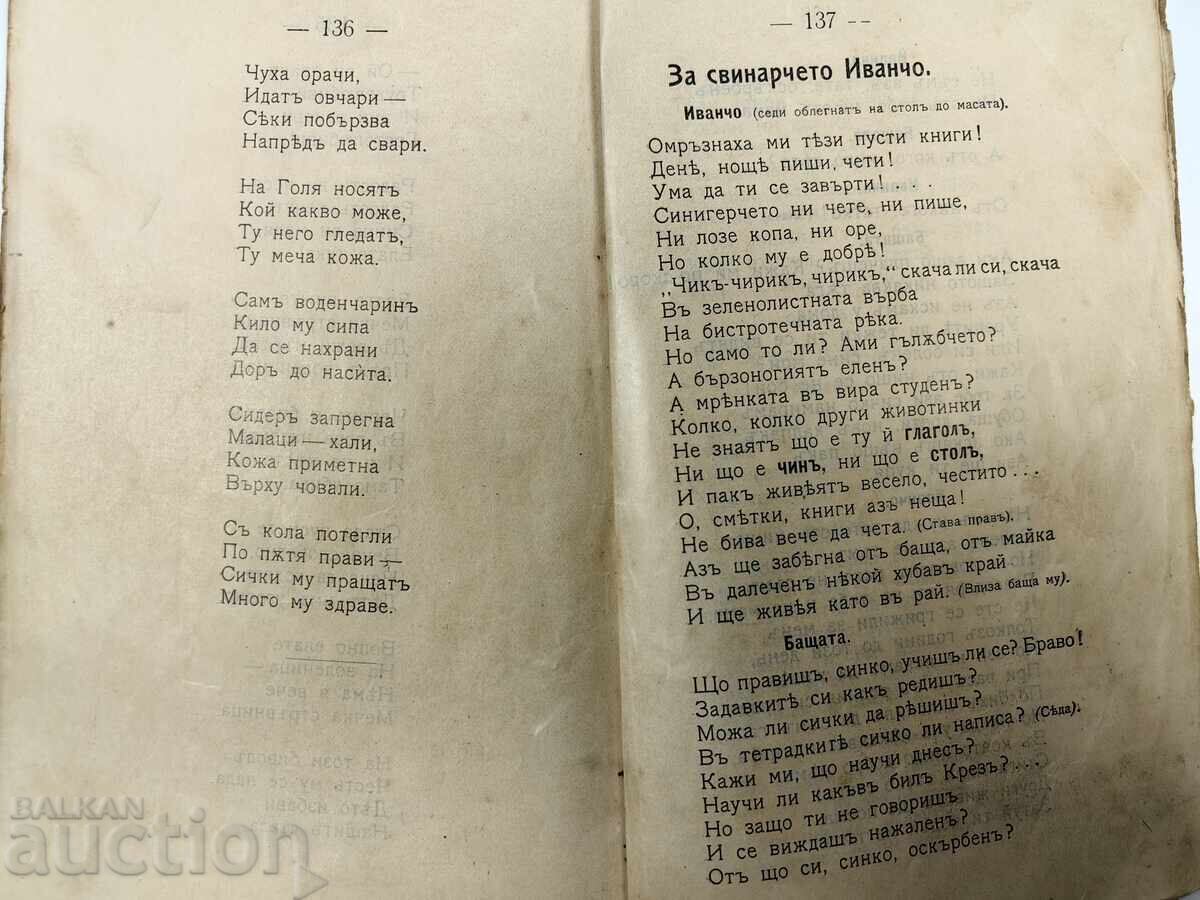 — 136 —
Чуха орачи,
Идатъ овчари —
Сѣки побързва
Напрѣдъ да свари.
На Голя носятъ
Кой какво може,
Ту него гледатъ,
Ту меча кожа.
Самъ воденчаринъ
Кило му сипа
Да се нахрани
Доръ до насита.
Сидеръ запрегна
Малаци — хали,
Кожа приметна
Върху човали.
Съ кола потегли
По пѫтя прави —
Сички му пращатъ
Много му здраве.
— 137 --
За свинарчето Иванчо.
Иванчо (седи облегнатъ на столъ до масата).
Омръзнаха ми тѣзи пусти книги!
Денѣ, нощѣ пиши, чети!
Ума да ти се завърти! . . .
Синигерчето ни чете, ни пише,
Ни лозе копа, ни оре,
Но колко му е добрѣ!
„Чикъ-чирикъ, чирикъ,“ скача ли си, скача
Въ зеленолистната върба
На бистротечната рѣка.
Но само то ли? Ами гълѫбчето?
А бързоногиятъ еленъ?
А мрѣнката въ вира студенъ?
Колко, колко други животинки
Не знаятъ що е ту й глаголъ,
Ни що е чинъ, ни що е столъ,
И пакъ живѣятъ весело, честито . . .
О, смѣтки, книги азъ неща!
Не бива вече да чета. (Става правъ).
Азъ ще забѣгна отъ баща, отъ майка
Въ далеченъ нѣкой хубавъ край
И ще живѣя като въ рай. (Влиза баща му).
Бащата.
Що правишъ, синко, учишъ ли се? Браво!
Задавкитѣ си какъ редишъ?
Можа ли сички да рѣшишъ?
Въ тетрадкитѣ сичко ли написа? (Сѣда).
Кажи ми, що научи днесъ?
Научи ли какъвъ билъ Крезъ? . . .
Но защо ти не говоришъ
И се виждашъ нажаленъ?
Отъ що си, синко, оскърбенъ?
BALKAN
auction